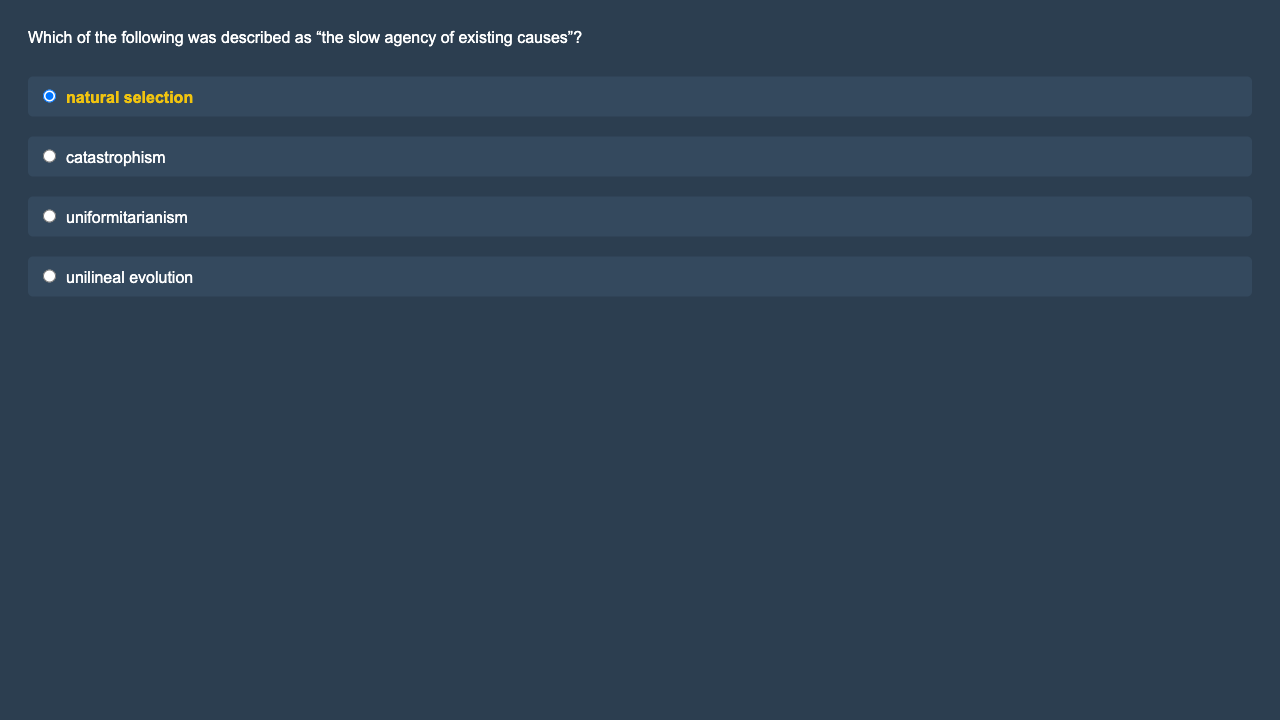 Which of the following was described as “the slow agency of existing causes”?
natural selection
catastrophism
uniformitarianism
unilineal evolution